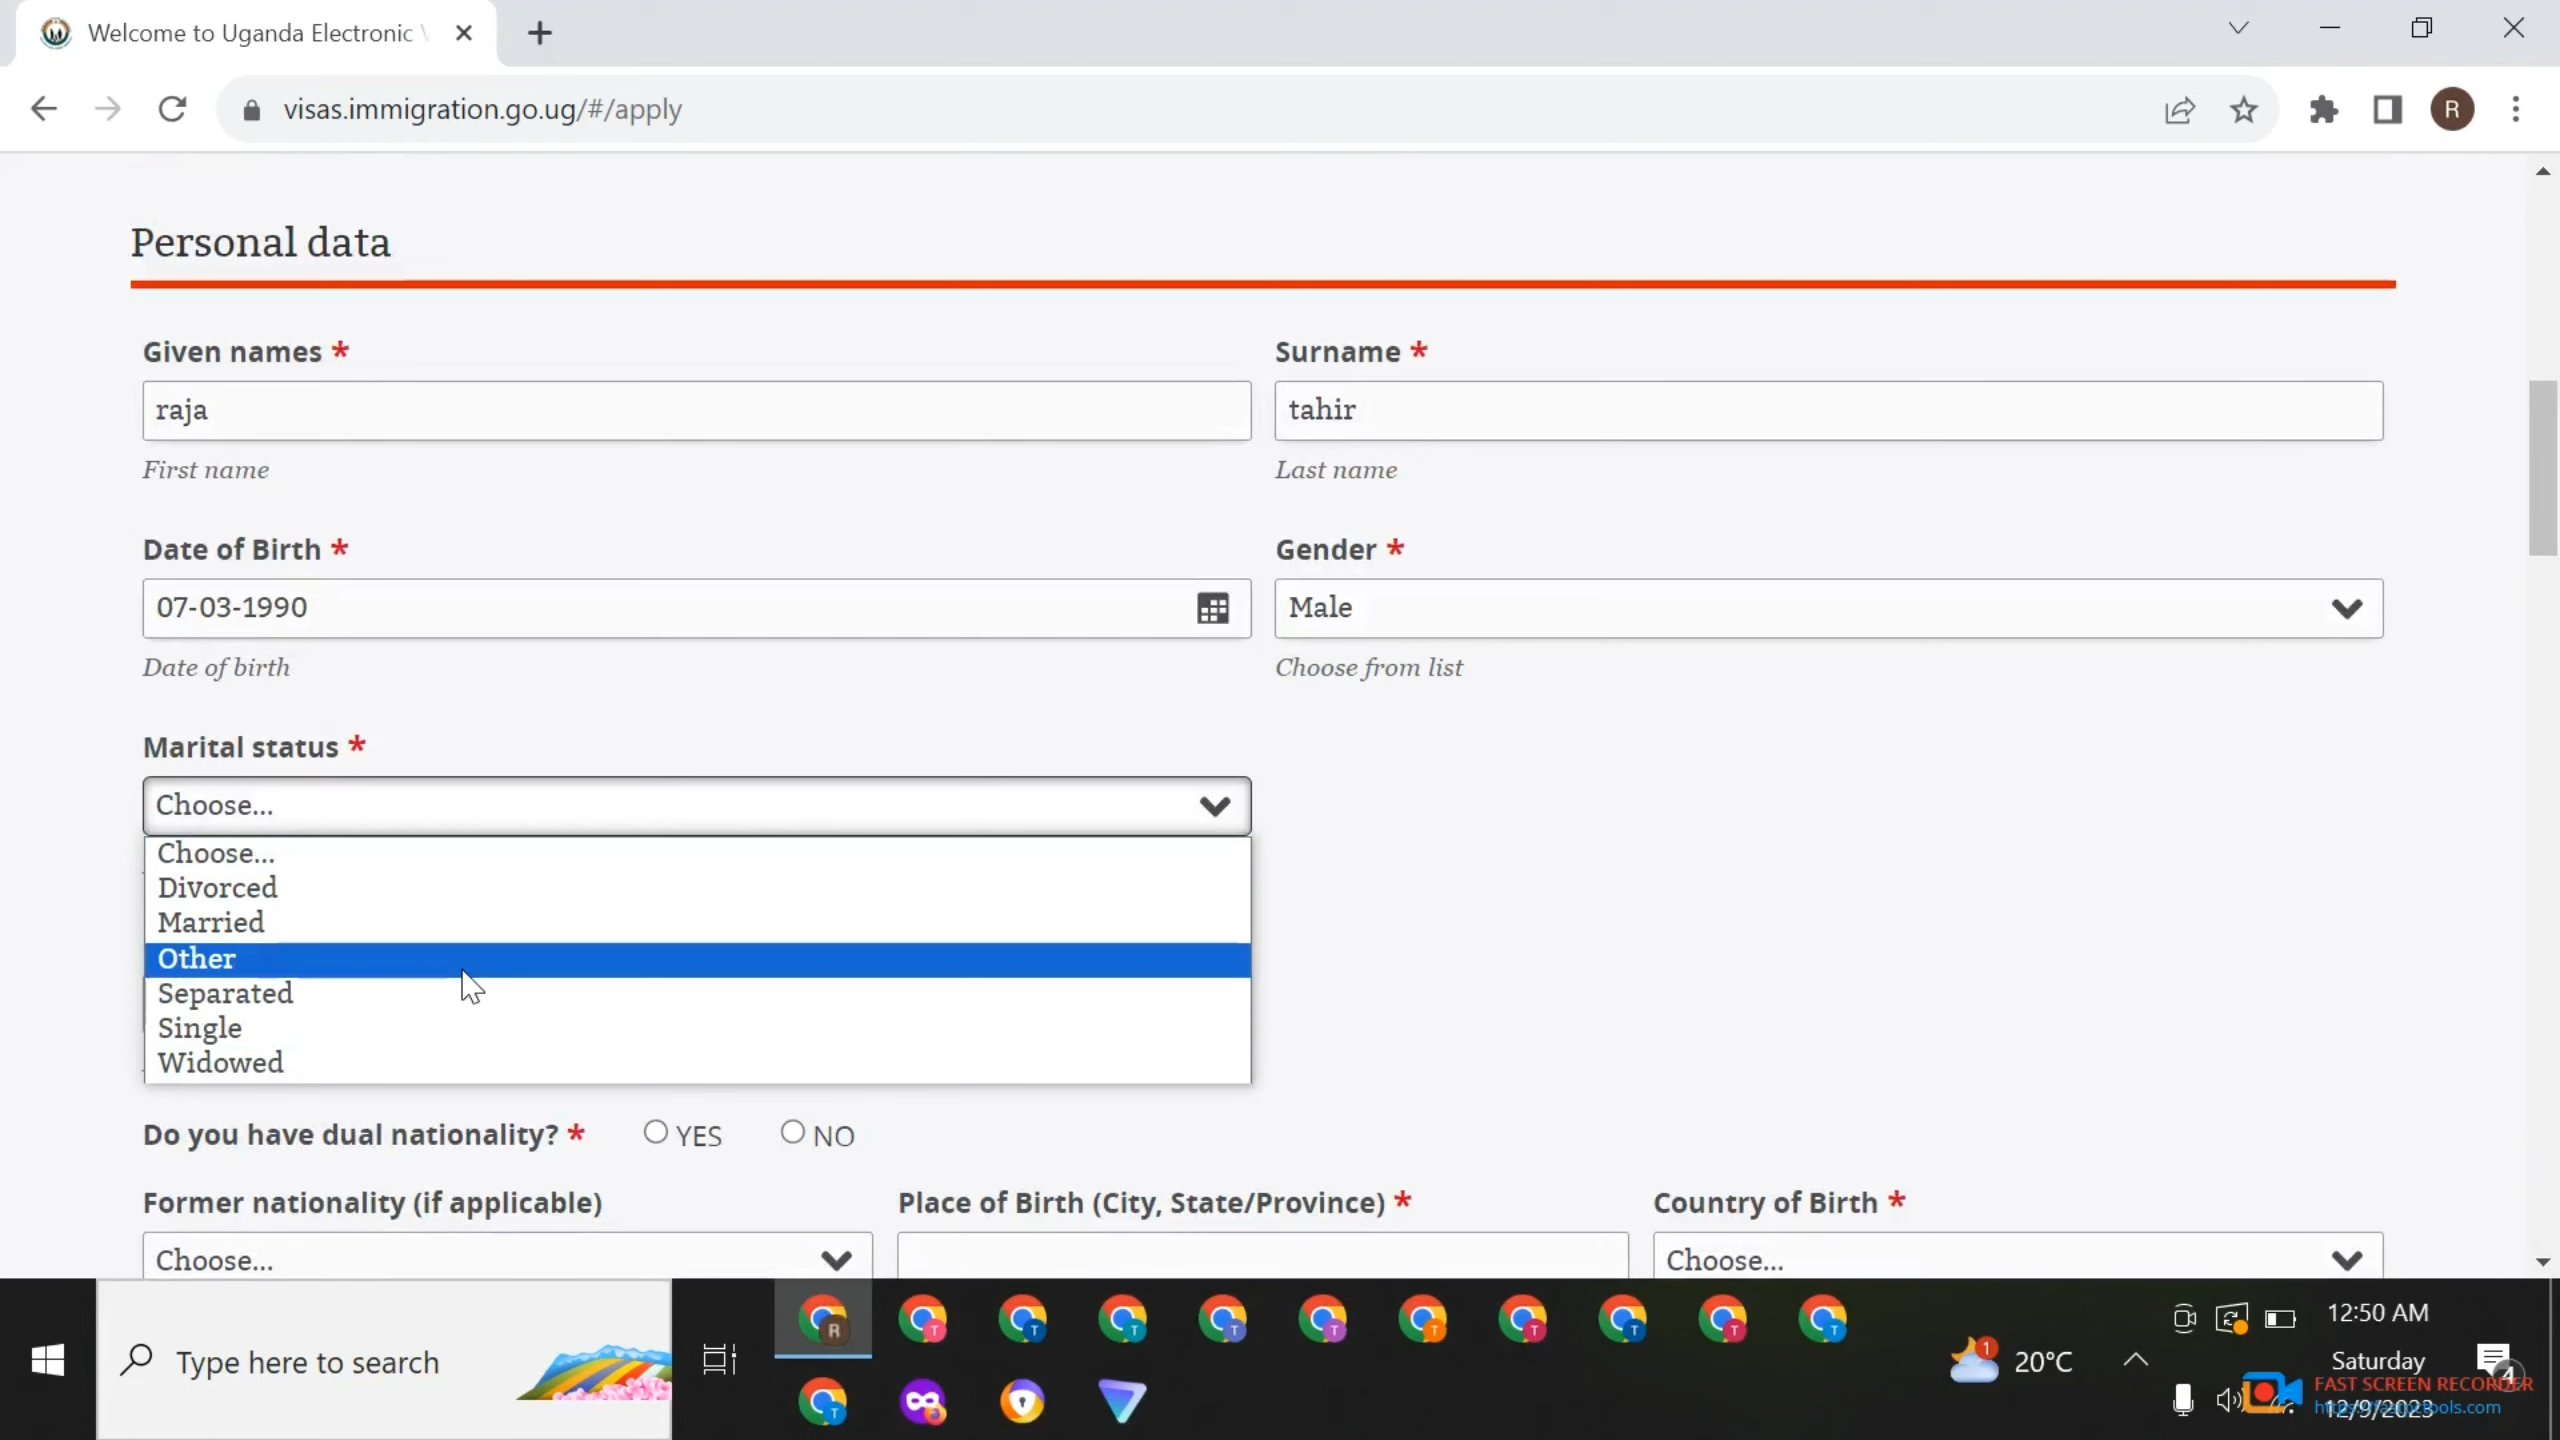 Welcome to Uganda Electronic
visas.immigration.go.ug/#/apply
R
Personal data
Given names *
Surname *
raja
tahir
First name
Last name
Date of Birth *
Gender *
07-03-1990
Male
Date of birth
Choose from list
Marital status *
Choose...
Choose...
Divorced
Married
Other
Separated
Single
Widowed
Do you have dual nationality? * YES NO
Former nationality (if applicable)
Place of Birth (City, State/Province) *
Country of Birth *
Choose...
Choose...
Type here to search
R T T T T T T T T T T
T
1
20°C
12:50 AM
Saturday
12/9/2023
4
FAST SCREEN RECORDER